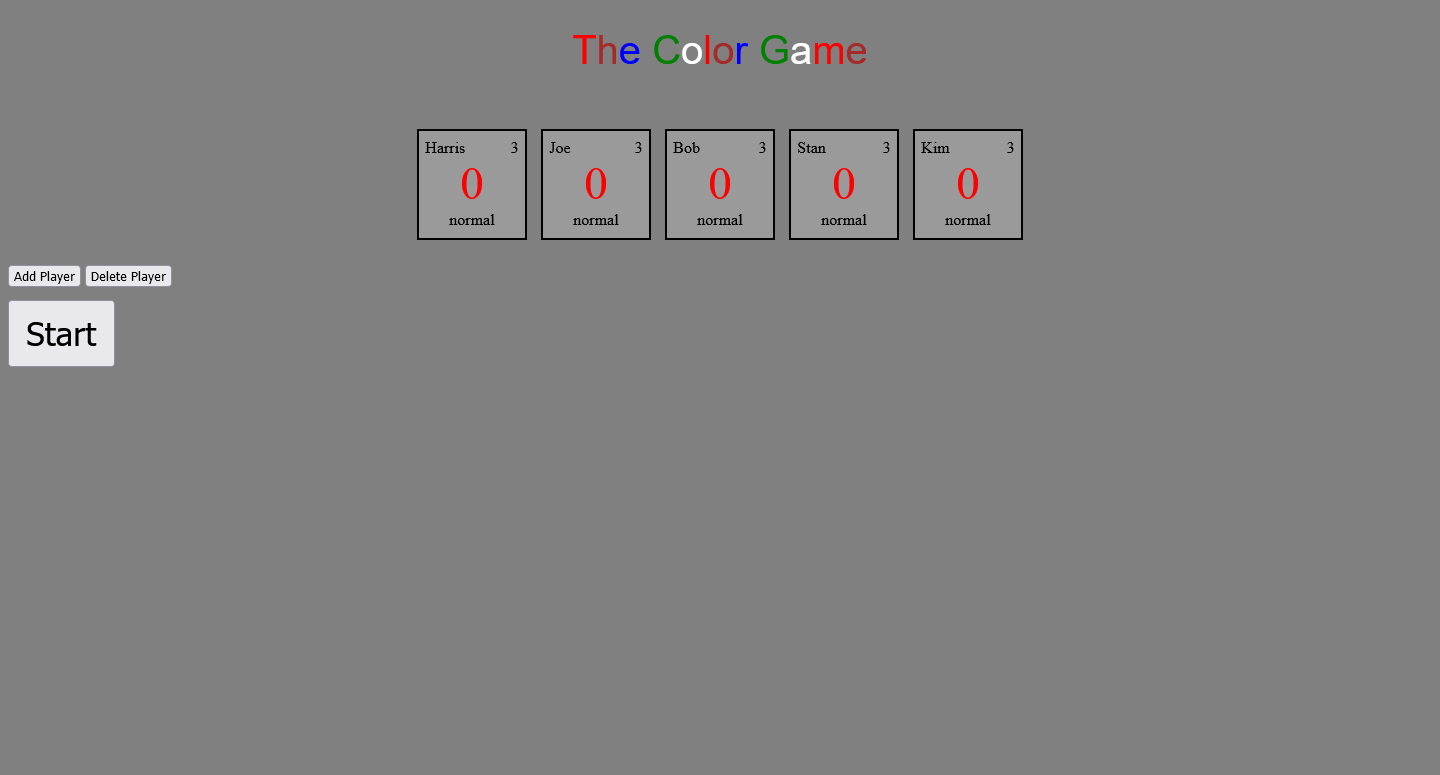 The Color Game
Harris 3 Joe 3 Bob 3 Stan 3 Kim 3
0 0 0 0 0
normal normal normal normal normal
Add Player Delete Player
Start